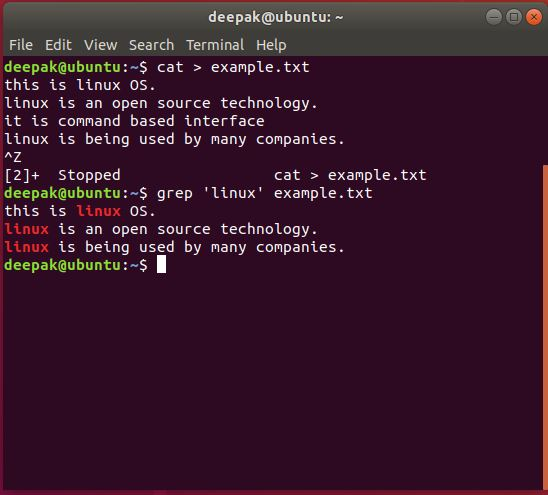 deepak@ubuntu: ~
File Edit View Search Terminal Help
deepak@ubuntu:~$ cat > example.txt
this is linux OS.
linux is an open source technology.
it is command based interface
linux is being used by many companies.
^Z
[2]+  Stopped                 cat > example.txt
deepak@ubuntu:~$ grep 'linux' example.txt
this is linux OS.
linux is an open source technology.
linux is being used by many companies.
deepak@ubuntu:~$